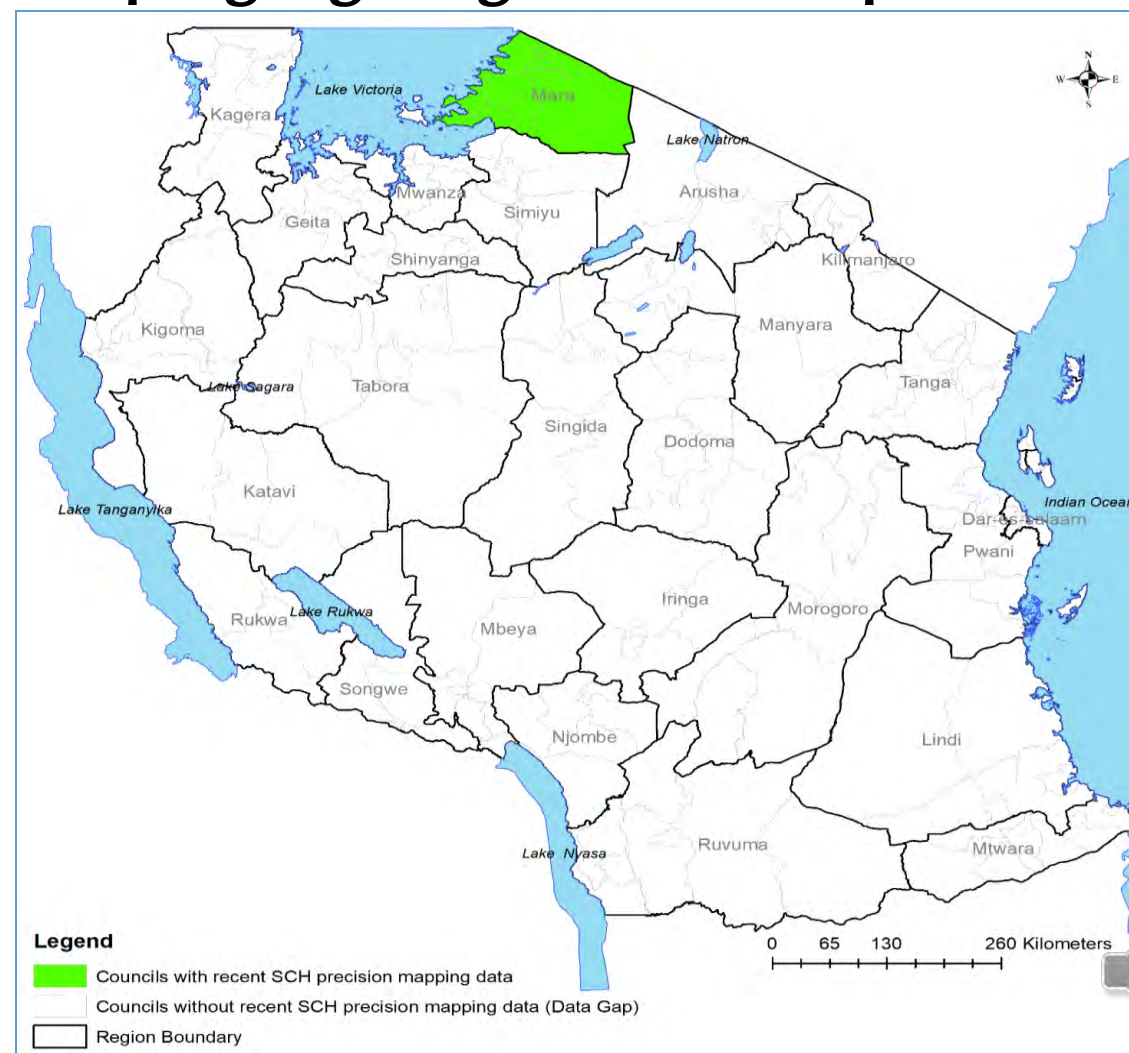 N
W E
S
Lake Victoria
Mara
Kagera
Lake Natron
Arusha
Mwanza
Simiyu
Geita
Shinyanga
Kilimanjaro
Kigoma
Manyara
Lake Sagara
Tabora
Tanga
Singida
Dodoma
Katavi
Lake Tanganyika
Indian Ocean
Dar-es-salaam
Pwani
Iringa
Morogoro
Lake Rukwa
Rukwa
Mbeya
Songwe
Njombe
Lindi
Ruvuma
Mtwara
Lake Nyasa
Legend
0 65 130 260 Kilometers
Councils with recent SCH precision mapping data
Councils without recent SCH precision mapping data (Data Gap)
Region Boundary